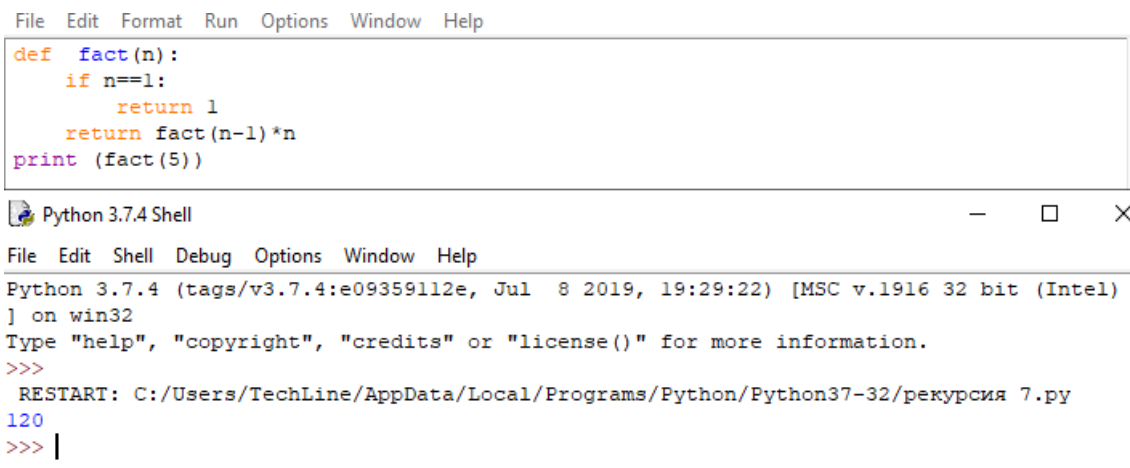 File Edit Format Run Options Window Help
def  fact(n):
    if n==1:
        return 1
    return fact(n-1)*n
print (fact(5))
Python 3.7.4 Shell
File Edit Shell Debug Options Window Help
Python 3.7.4 (tags/v3.7.4:e09359112e, Jul  8 2019, 19:29:22) [MSC v.1916 32 bit (Intel)
] on win32
Type "help", "copyright", "credits" or "license()" for more information.
>>>
 RESTART: C:/Users/TechLine/AppData/Local/Programs/Python/Python37-32/рекурсия 7.py
120
>>>